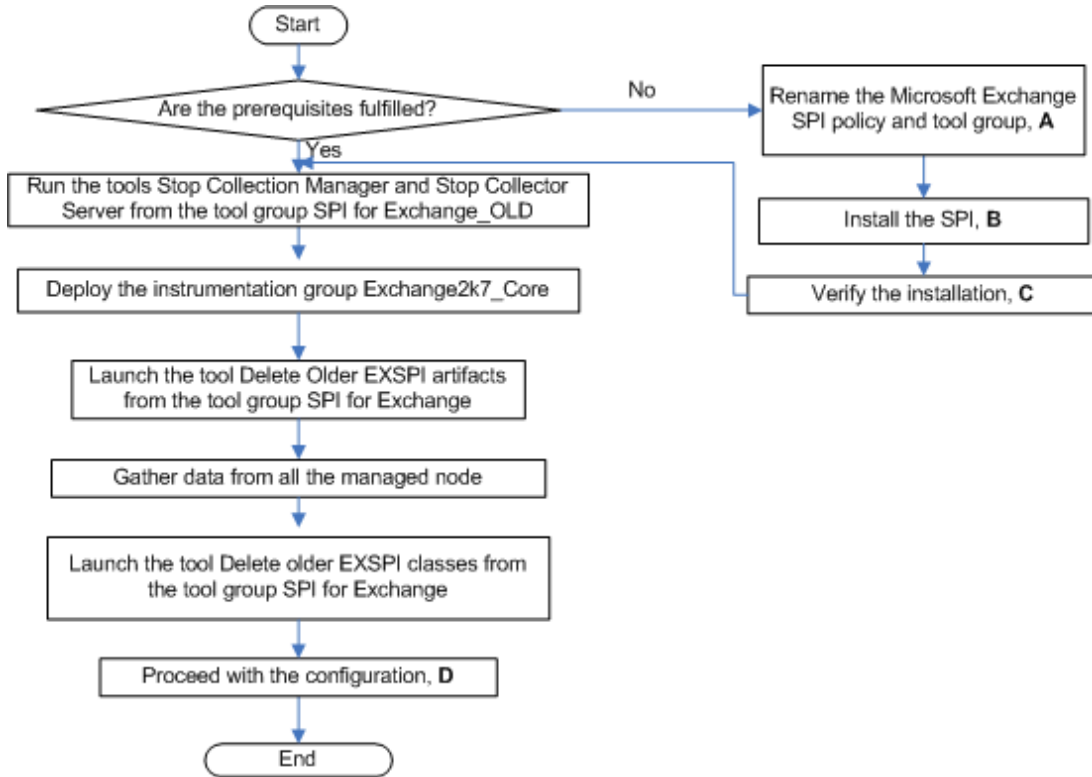 Start
Are the prerequisites fulfilled?
No
Yes
Rename the Microsoft Exchange
SPI policy and tool group, A
Install the SPI, B
Verify the installation, C
Run the tools Stop Collection Manager and Stop Collector
Server from the tool group SPI for Exchange_OLD
Deploy the instrumentation group Exchange2k7_Core
Launch the tool Delete Older EXSPI artifacts
from the tool group SPI for Exchange
Gather data from all the managed node
Launch the tool Delete older EXSPI classes from
the tool group SPI for Exchange
Proceed with the configuration, D
End